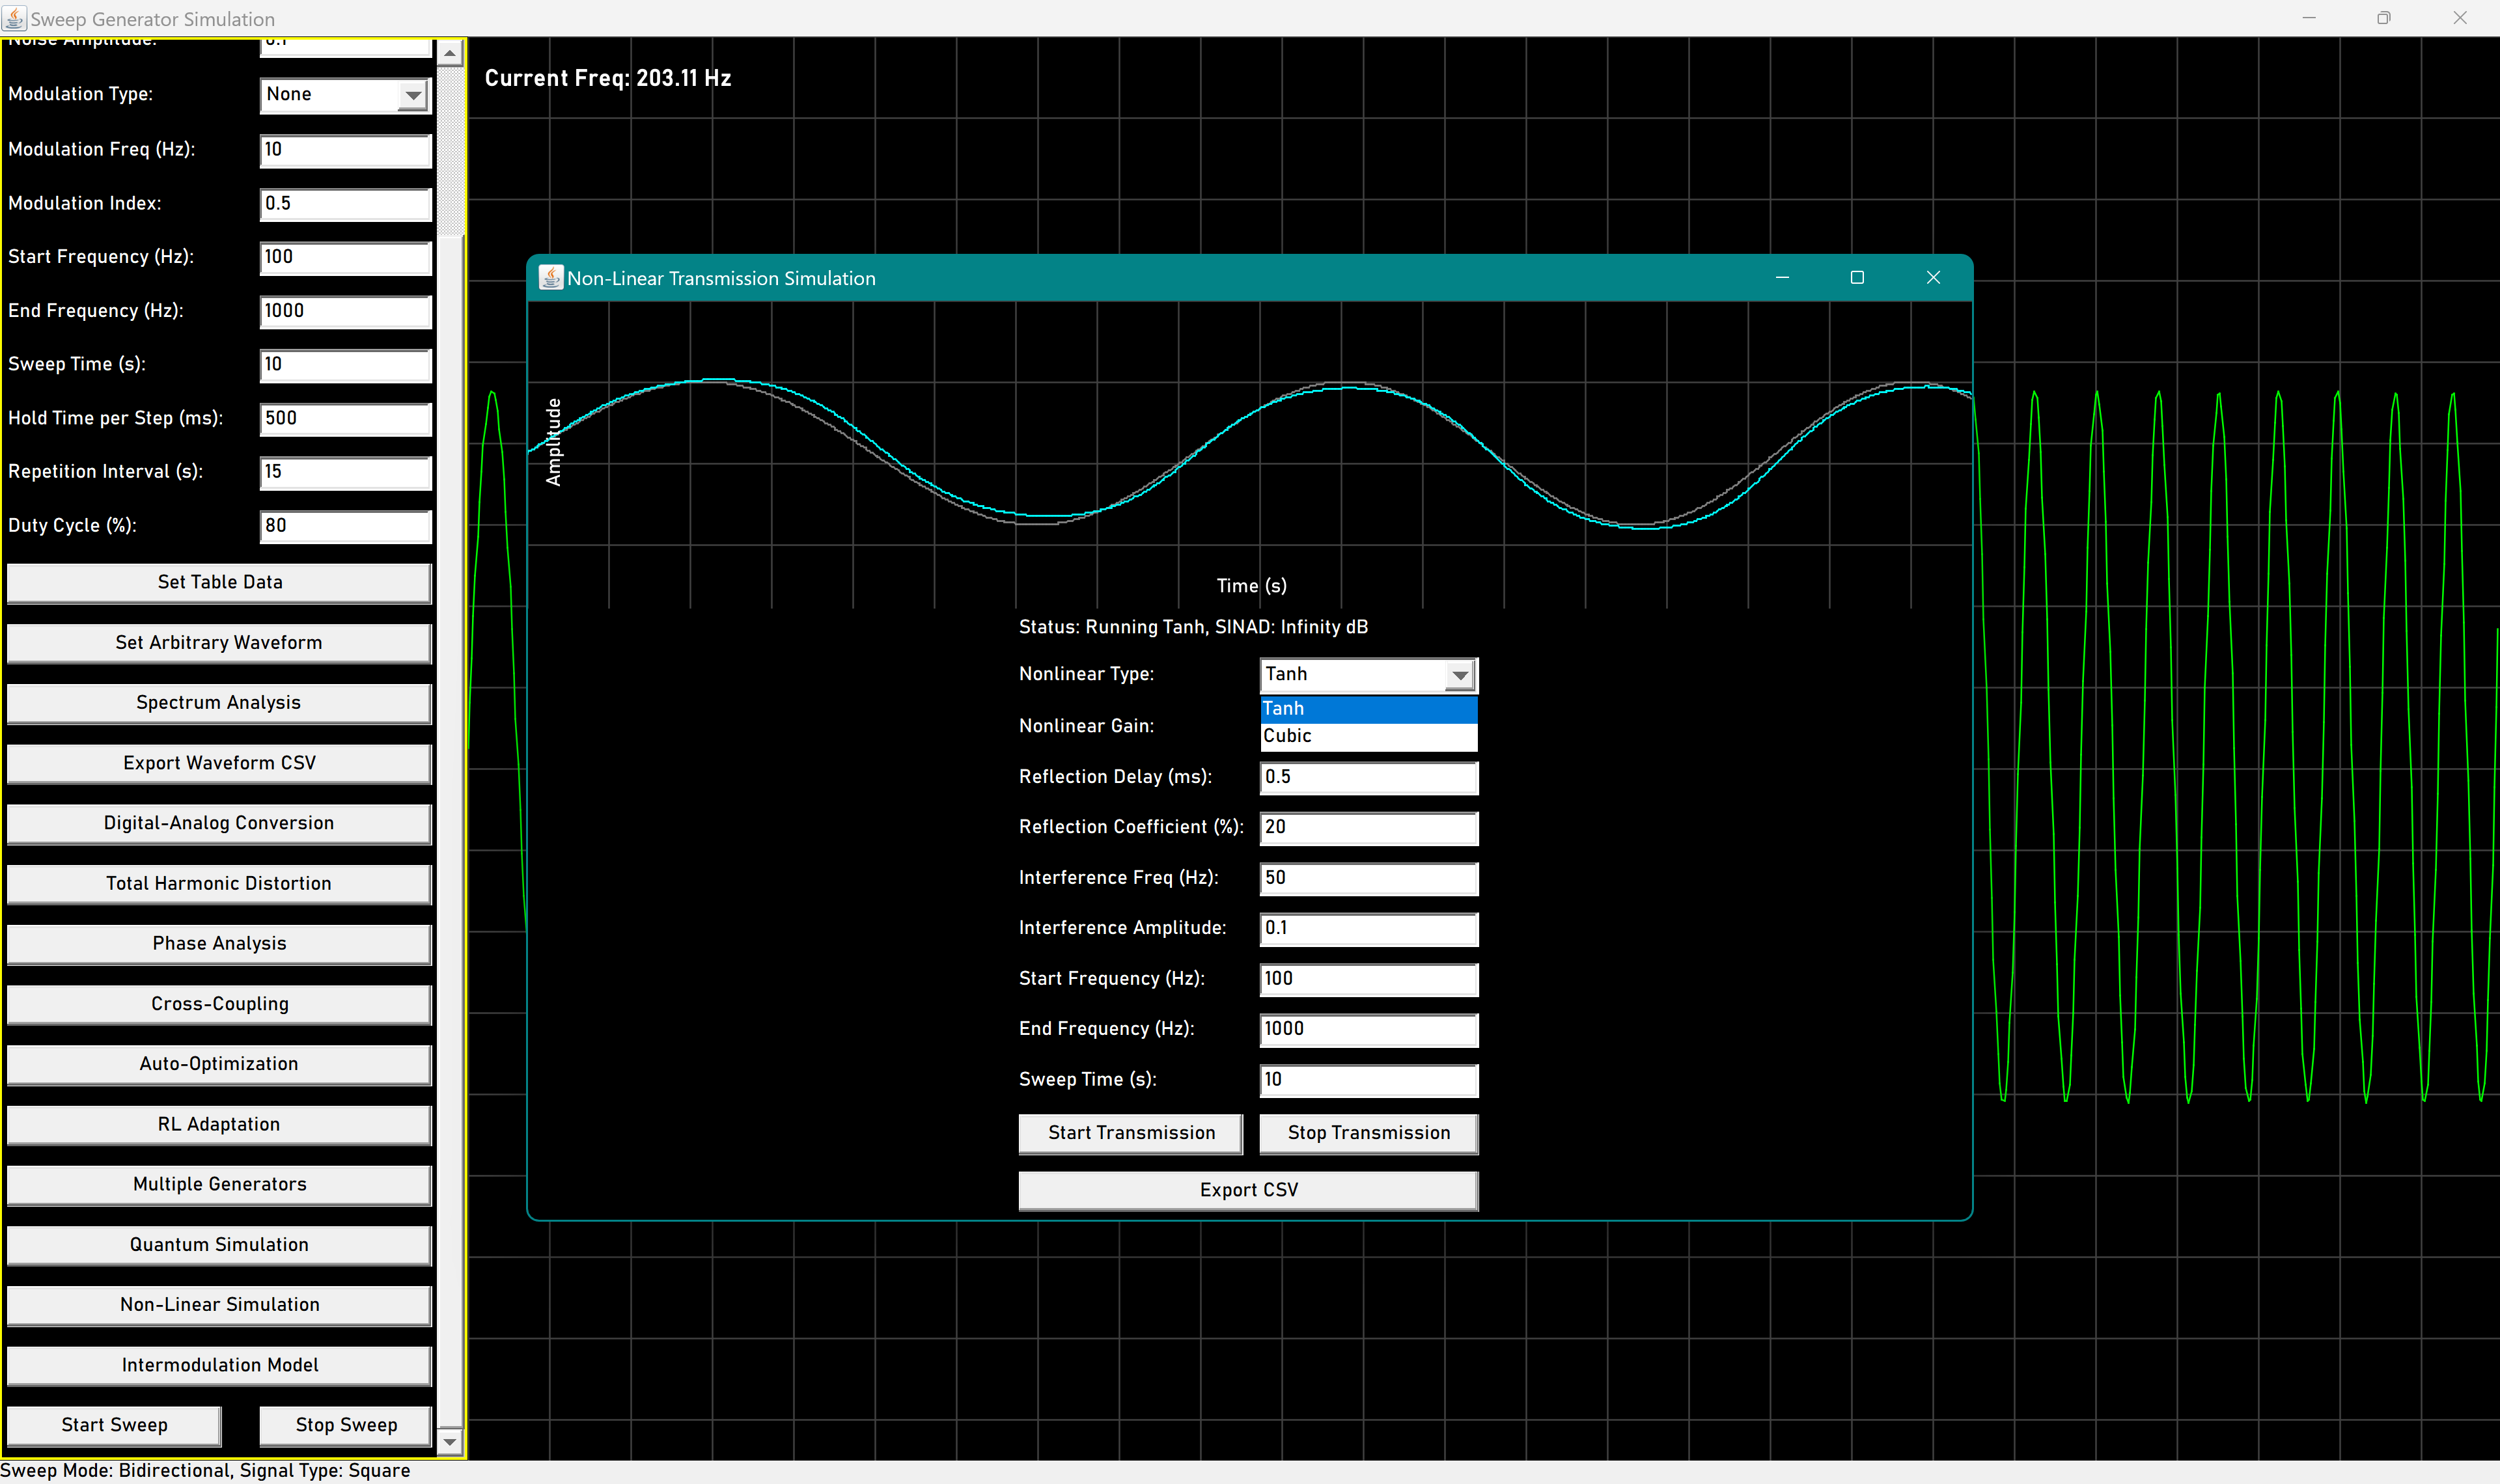 Sweep Generator Simulation
Modulation Type: None
Modulation Freq (Hz): 10
Modulation Index: 0.5
Start Frequency (Hz): 100
End Frequency (Hz): 1000
Sweep Time (s): 10
Hold Time per Step (ms): 500
Repetition Interval (s): 15
Duty Cycle (%): 80
Set Table Data
Set Arbitrary Waveform
Spectrum Analysis
Export Waveform CSV
Digital-Analog Conversion
Total Harmonic Distortion
Phase Analysis
Cross-Coupling
Auto-Optimization
RL Adaptation
Multiple Generators
Quantum Simulation
Non-Linear Simulation
Intermodulation Model
Start Sweep Stop Sweep
Sweep Mode: Bidirectional, Signal Type: Square
Current Freq: 203.11 Hz
Non-Linear Transmission Simulation
Amplitude
Time (s)
Status: Running Tanh, SINAD: Infinity dB
Nonlinear Type: Tanh
Tanh
Nonlinear Gain:
Cubic
Reflection Delay (ms): 0.5
Reflection Coefficient (%): 20
Interference Freq (Hz): 50
Interference Amplitude: 0.1
Start Frequency (Hz): 100
End Frequency (Hz): 1000
Sweep Time (s): 10
Start Transmission Stop Transmission
Export CSV